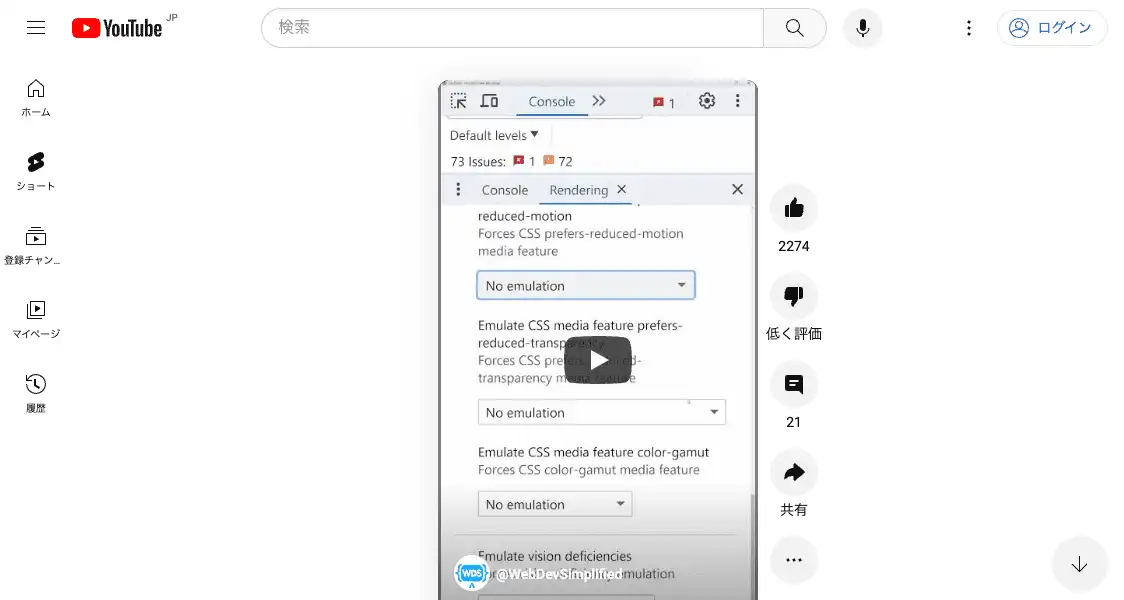 YouTube JP
検索
ログイン
ホーム
ショート
登録チャン...
マイページ
履歴
Console
1
Default levels
73 Issues: 1 72
Console Rendering
reduced-motion
Forces CSS prefers-reduced-motion
media feature
No emulation
Emulate CSS media feature prefers-
reduced-transparency
Forces CSS prefers-reduced-
transparency media feature
No emulation
Emulate CSS media feature color-gamut
Forces CSS color-gamut media feature
No emulation
Emulate vision deficiencies
emulation
WDS
@WebDevSimplified
2274
低く評価
21
共有